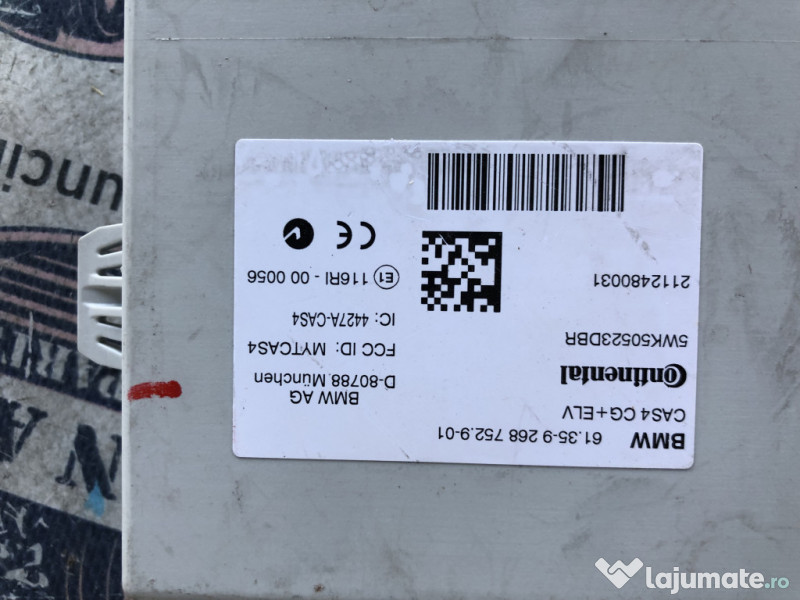 BMW 61.35-9 268 752.9-01
CAS4 CG+ELV
Continental
5WK50523DBR
2112480031
BMW AG
D-80788 München
FCC ID: MYTCAS4
IC: 4427A-CAS4
E1 116RI - 00 0056
CE
lajumate.ro